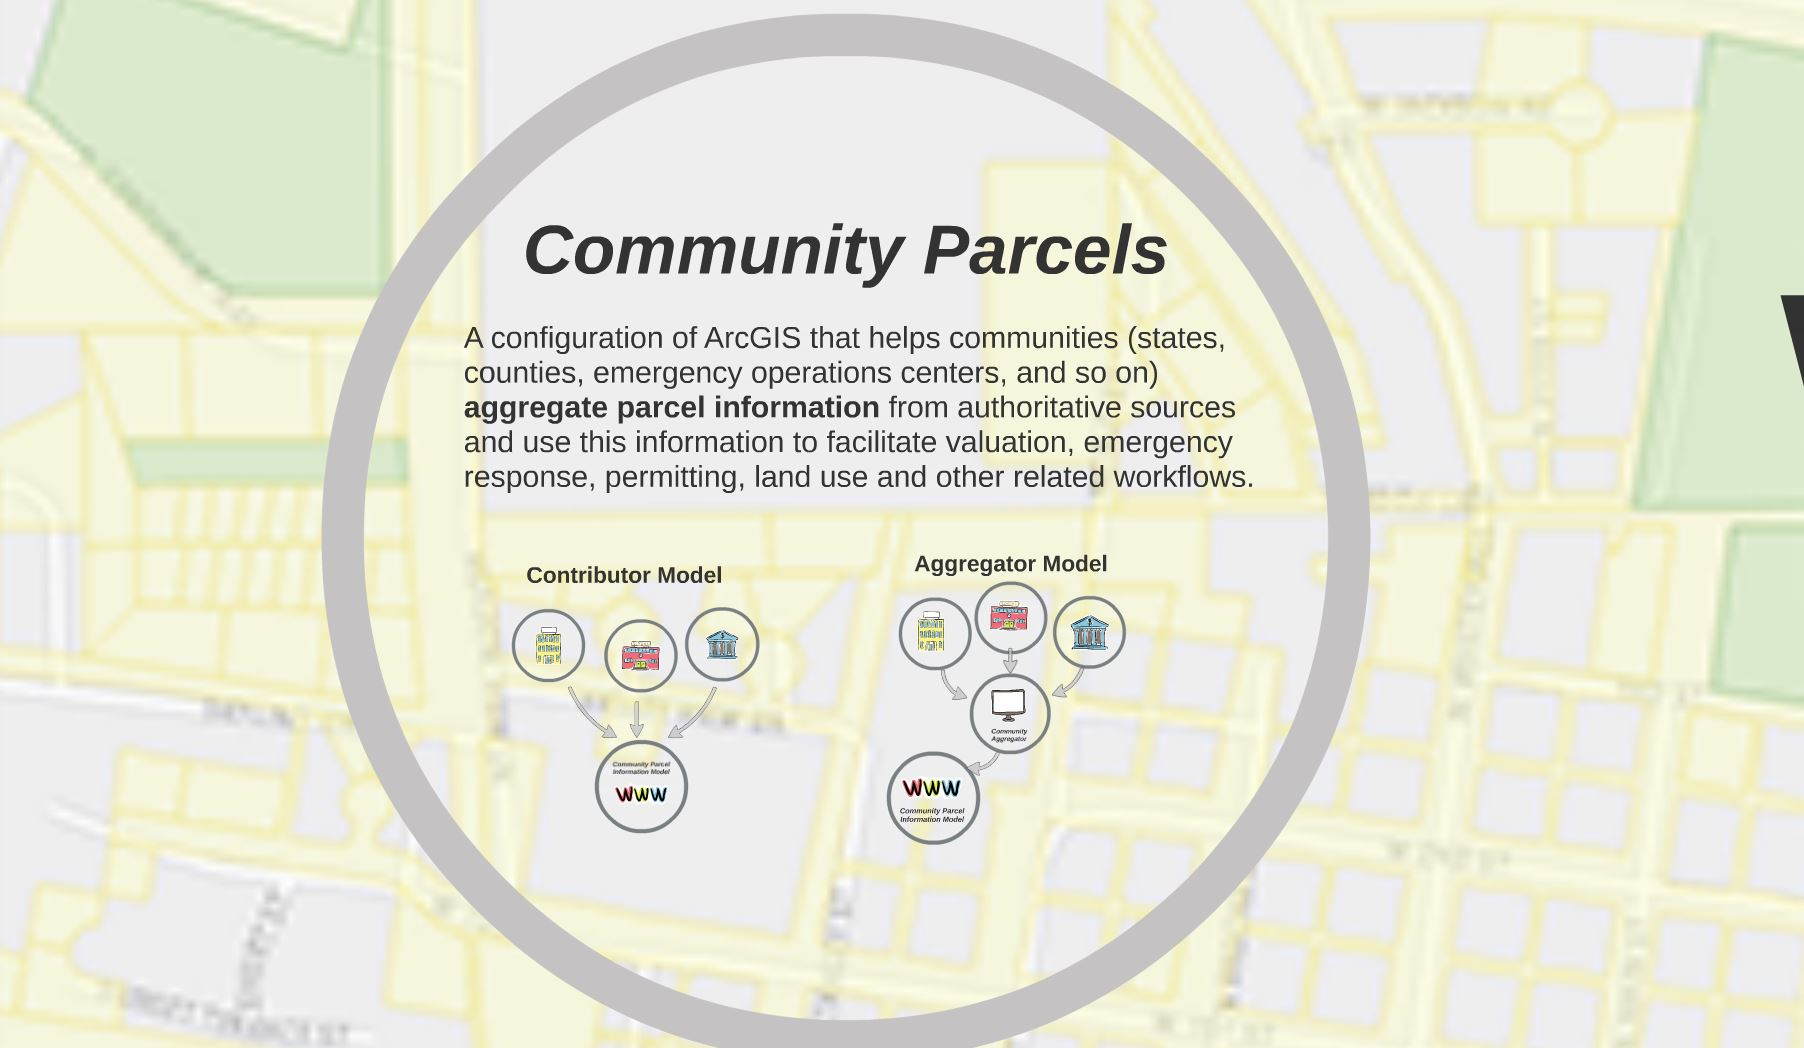 Community Parcels
A configuration of ArcGIS that helps communities (states,
counties, emergency operations centers, and so on)
aggregate parcel information from authoritative sources
and use this information to facilitate valuation, emergency
response, permitting, land use and other related workflows.
Contributor Model
Community Parcel
Information Model
WWW
Aggregator Model
Community
Aggregator
WWW
Community Parcel
Information Model